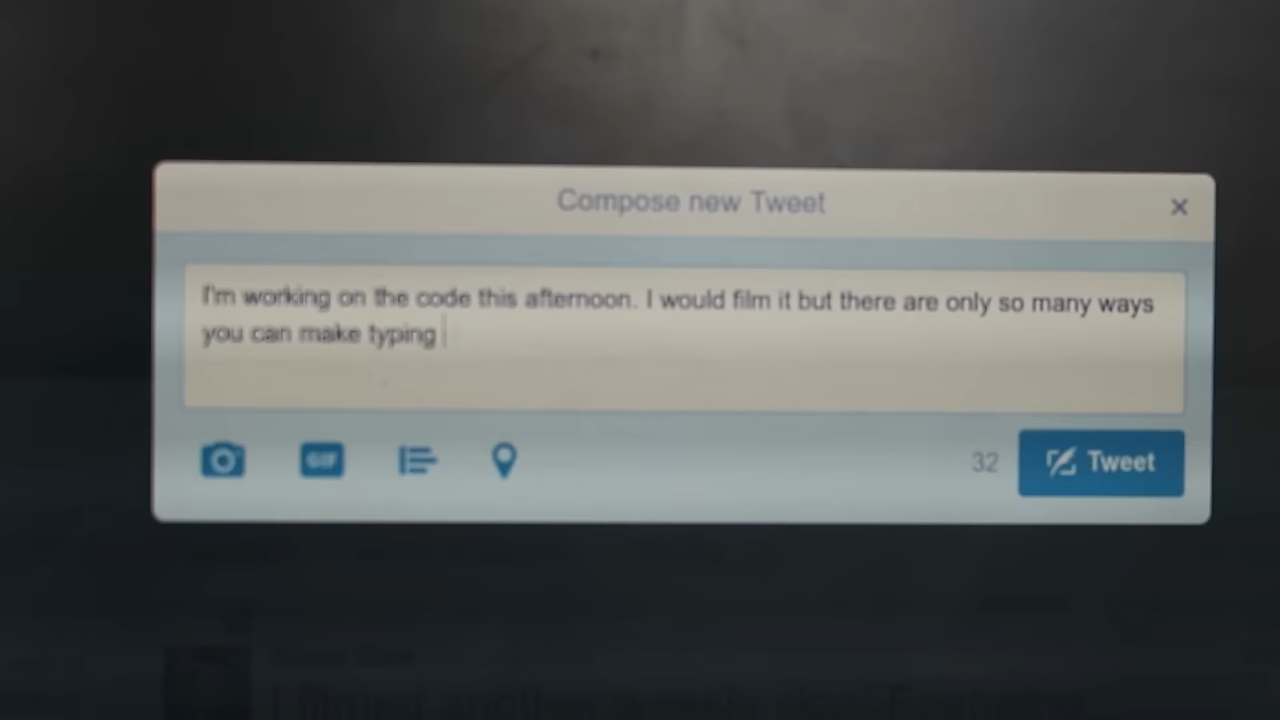 Compose new Tweet
I'm working on the code this afternoon. I would film it but there are only so many ways
you can make typing
GIF
32
Tweet